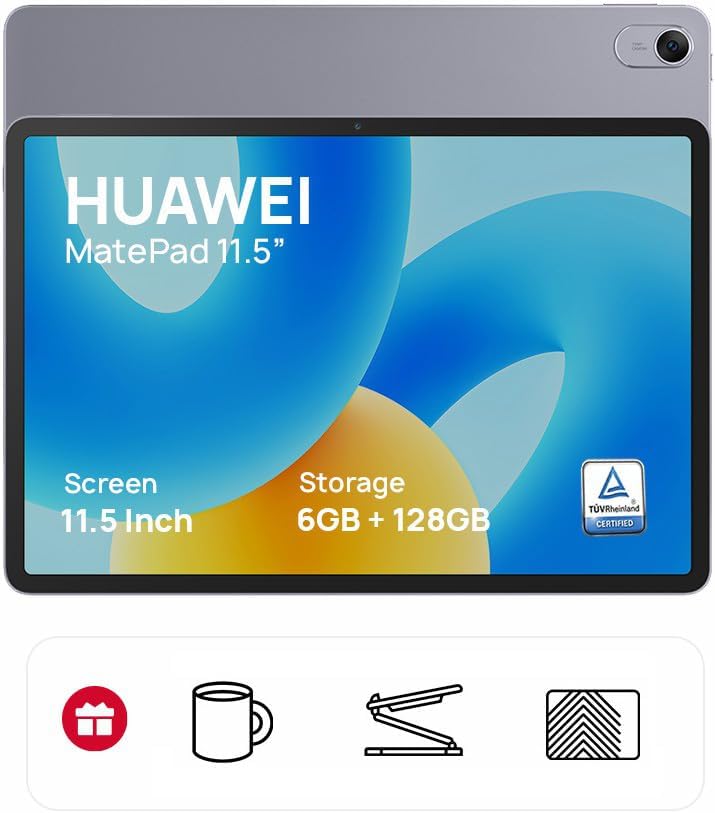 HUAWEI
MatePad 11.5”
Screen
11.5 Inch
Storage
6GB + 128GB
TÜVRheinland
CERTIFIED